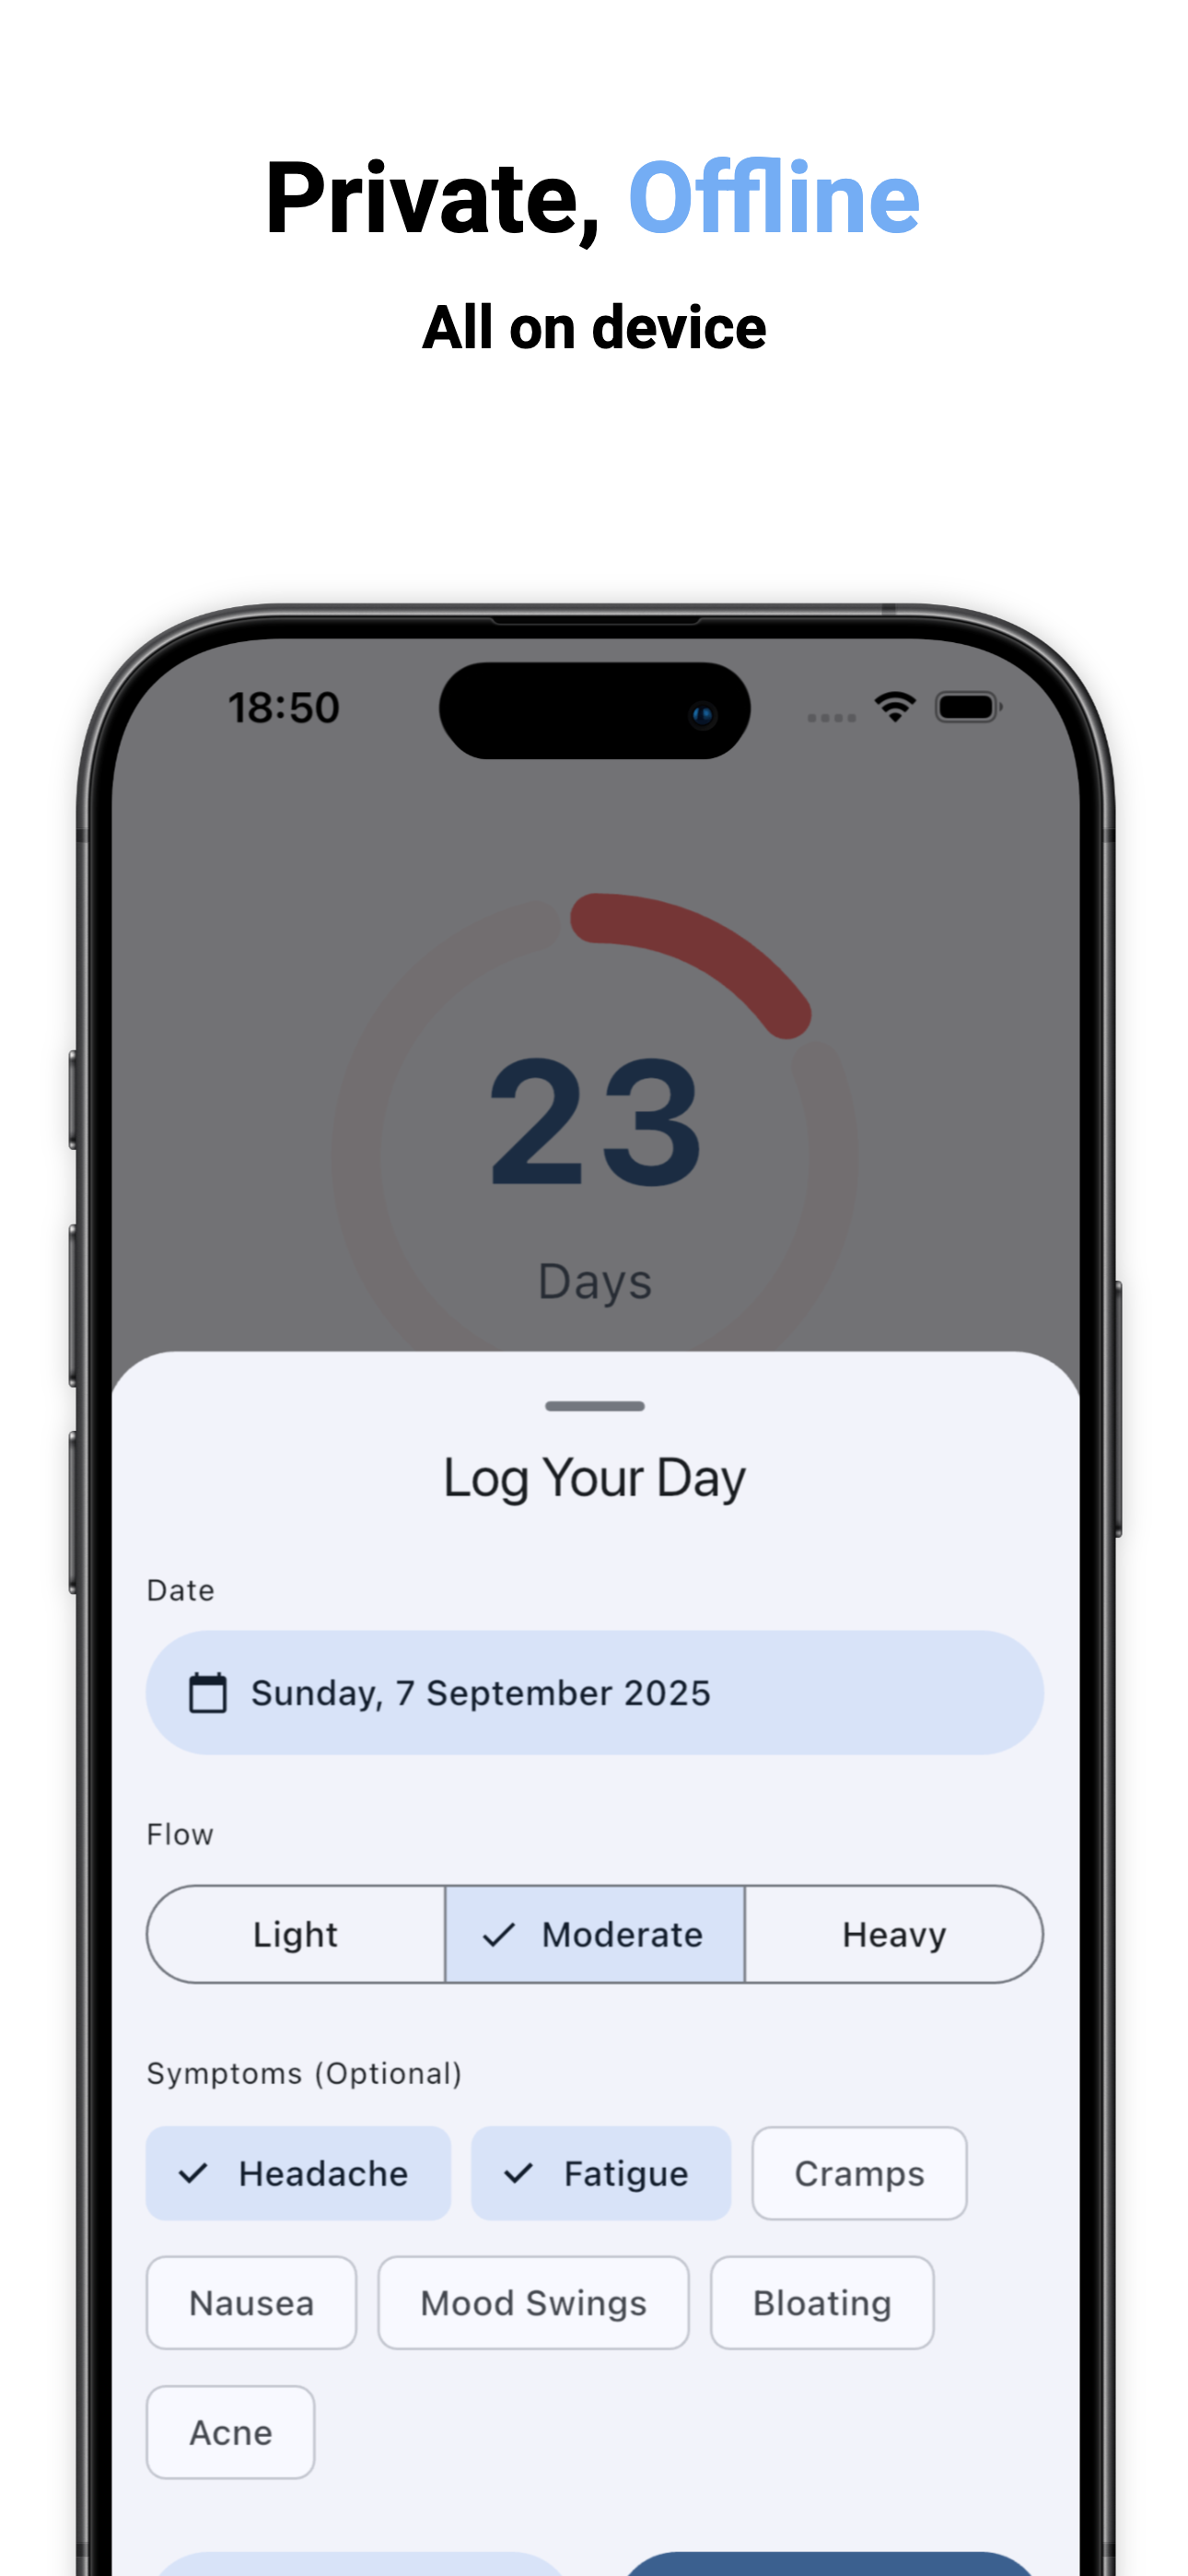 Private, Offline
All on device
18:50
23
Days
Log Your Day
Date
Sunday, 7 September 2025
Flow
Light Moderate Heavy
Symptoms (Optional)
Headache Fatigue Cramps
Nausea Mood Swings Bloating
Acne